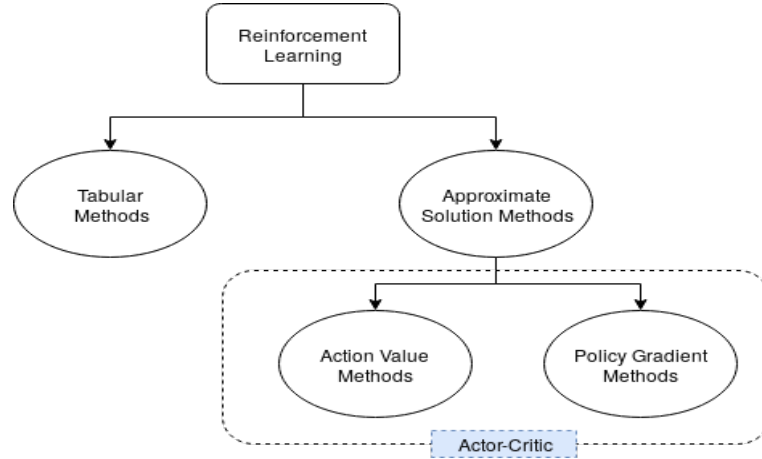 Reinforcement
Learning
Tabular
Methods
Approximate
Solution Methods
Action Value
Methods
Policy Gradient
Methods
Actor-Critic